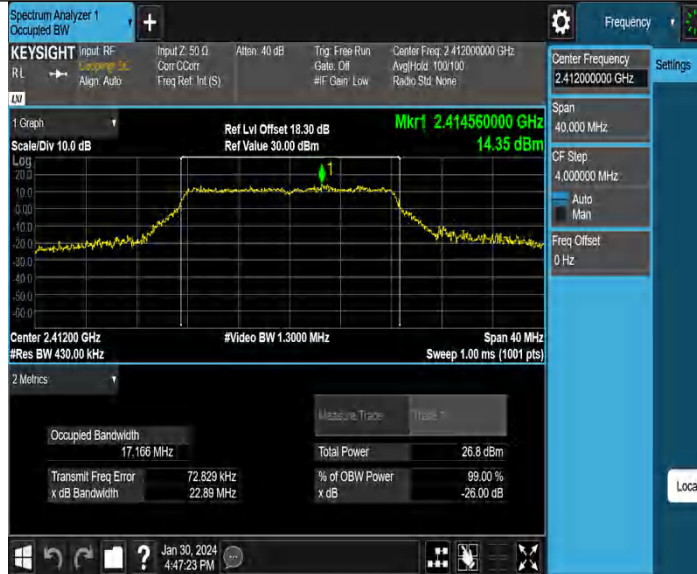 Spectrum Analyzer 1
Occupied BW
+
Frequency
KEYSIGHT
RL
Input: RF
Coupling: DC
Align: Auto
Input Z: 50 Ω
Corr CCorr
Freq Ref: Int (S)
Atten: 40 dB
Trig: Free Run
Gate: Off
#IF Gain: Low
Center Freq: 2.412000000 GHz
Avg|Hold: 100/100
Radio Std: None
1 Graph
Scale/Div 10.0 dB
Ref Lvl Offset 18.30 dB
Ref Value 30.00 dBm
Mkr1 2.414560000 GHz
14.35 dBm
Log
20.0
10.0
0.00
-10.0
-20.0
-30.0
-40.0
-50.0
-60.0
1
Center 2.41200 GHz
#Video BW 1.3000 MHz
Span 40 MHz
#Res BW 430.00 kHz
Sweep 1.00 ms (1001 pts)
2 Metrics
Measure Trace
Trace 1
Occupied Bandwidth
17.166 MHz
Total Power 26.8 dBm
Transmit Freq Error 72.829 kHz
% of OBW Power 99.00 %
x dB Bandwidth 22.89 MHz
x dB -26.00 dB
Center Frequency
2.412000000 GHz
Settings
Span
40.000 MHz
CF Step
4.000000 MHz
Auto
Man
Freq Offset
0 Hz
Loca
?
Jan 30, 2024
4:47:23 PM